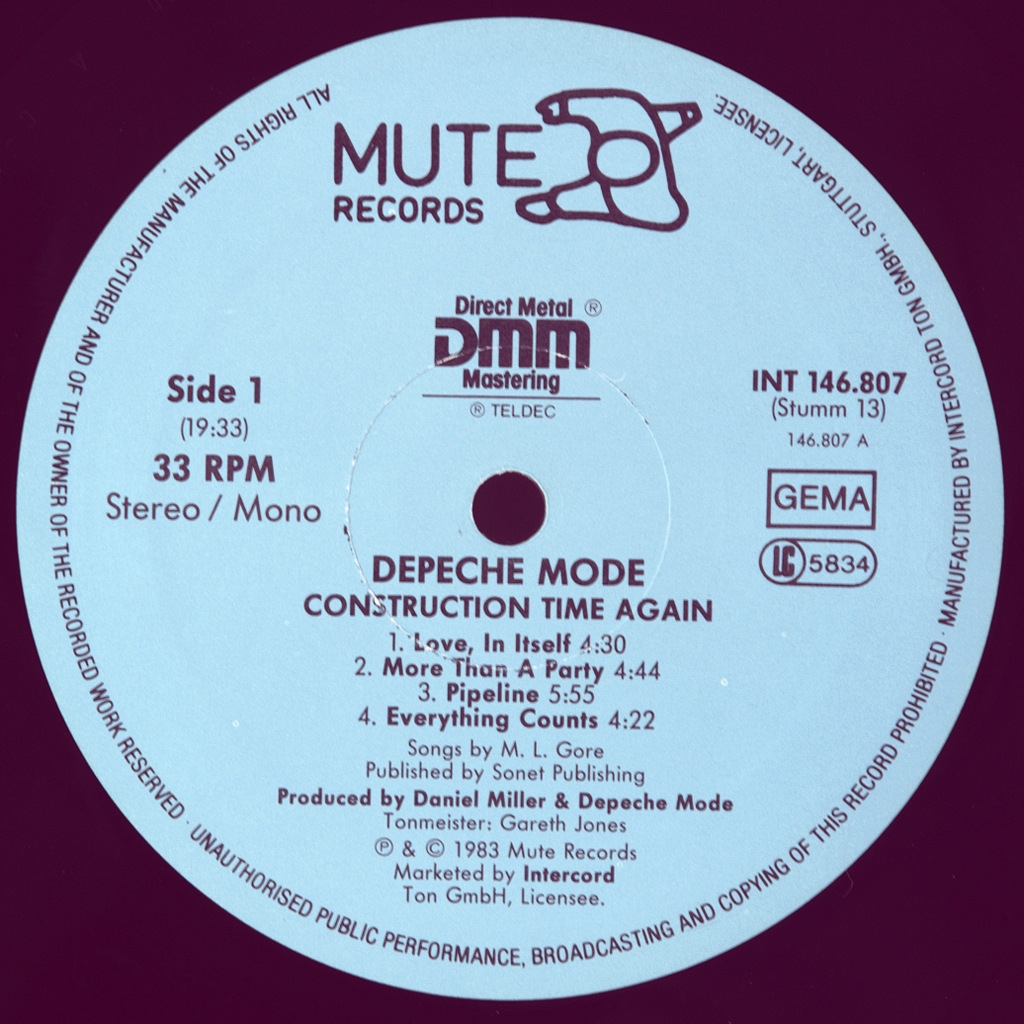 MUTE
RECORDS
Direct Metal ®
DMM
Mastering
® TELDEC
Side 1
(19:33)
33 RPM
Stereo / Mono
INT 146.807
(Stumm 13)
146.807 A
GEMA
LC 5834
DEPECHE MODE
CONSTRUCTION TIME AGAIN
1. Love, In Itself 4:30
2. More Than A Party 4:44
3. Pipeline 5:55
4. Everything Counts 4:22
Songs by M. L. Gore
Published by Sonet Publishing
Produced by Daniel Miller & Depeche Mode
Tonmeister: Gareth Jones
℗ & © 1983 Mute Records
Marketed by Intercord
Ton GmbH, Licensee.
ALL RIGHTS OF THE MANUFACTURER AND OF THE OWNER OF THE RECORDED WORK RESERVED · UNAUTHORISED PUBLIC PERFORMANCE, BROADCASTING AND COPYING OF THIS RECORD PROHIBITED · MANUFACTURED BY INTERCORD TON GMBH., STUTTGART, LICENSEE.